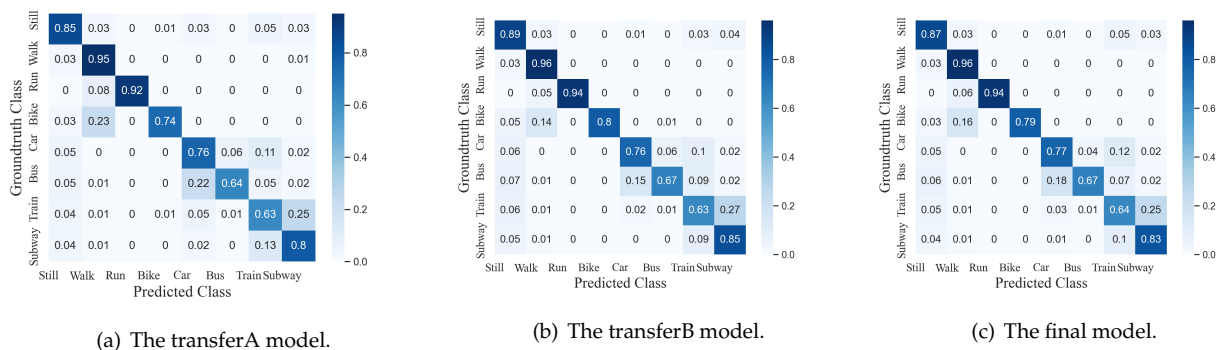 Groundtruth Class
Still 0.85 0.03 0 0.01 0.03 0 0.05 0.03
Walk 0.03 0.95 0 0 0 0 0 0.01
Run 0 0.08 0.92 0 0 0 0 0
Bike 0.03 0.23 0 0.74 0 0 0 0
Car 0.05 0 0 0 0.76 0.06 0.11 0.02
Bus 0.05 0.01 0 0 0.22 0.64 0.05 0.02
Train 0.04 0.01 0 0.01 0.05 0.01 0.63 0.25
Subway 0.04 0.01 0 0 0.02 0 0.13 0.8
Still Walk Run Bike Car Bus Train Subway
Predicted Class
0.8
0.6
0.4
0.2
0.0
(a) The transferA model.
Groundtruth Class
Still 0.89 0.03 0 0 0.01 0 0.03 0.04
Walk 0.03 0.96 0 0 0 0 0 0
Run 0 0.05 0.94 0 0 0 0 0
Bike 0.05 0.14 0 0.8 0 0.01 0 0
Car 0.06 0 0 0 0.76 0.06 0.1 0.02
Bus 0.07 0.01 0 0 0.15 0.67 0.09 0.02
Train 0.06 0.01 0 0 0.02 0.01 0.63 0.27
Subway 0.05 0.01 0 0 0 0 0.09 0.85
Still Walk Run Bike Car Bus Train Subway
Predicted Class
0.8
0.6
0.4
0.2
0.0
(b) The transferB model.
Groundtruth Class
Still 0.87 0.03 0 0 0.01 0 0.05 0.03
Walk 0.03 0.96 0 0 0 0 0 0
Run 0 0.06 0.94 0 0 0 0 0
Bike 0.03 0.16 0 0.79 0 0 0 0
Car 0.05 0 0 0 0.77 0.04 0.12 0.02
Bus 0.06 0.01 0 0 0.18 0.67 0.07 0.02
Train 0.05 0.01 0 0 0.03 0.01 0.64 0.25
Subway 0.04 0.01 0 0 0.01 0 0.1 0.83
Still Walk Run Bike Car Bus Train Subway
Predicted Class
0.8
0.6
0.4
0.2
0.0
(c) The final model.